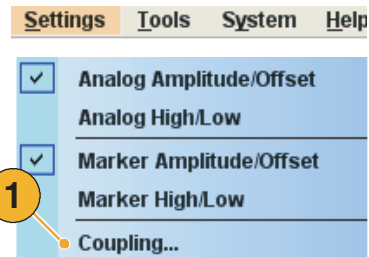 Settings Tools System Help
Analog Amplitude/Offset
Analog High/Low
Marker Amplitude/Offset
Marker High/Low
1
Coupling...